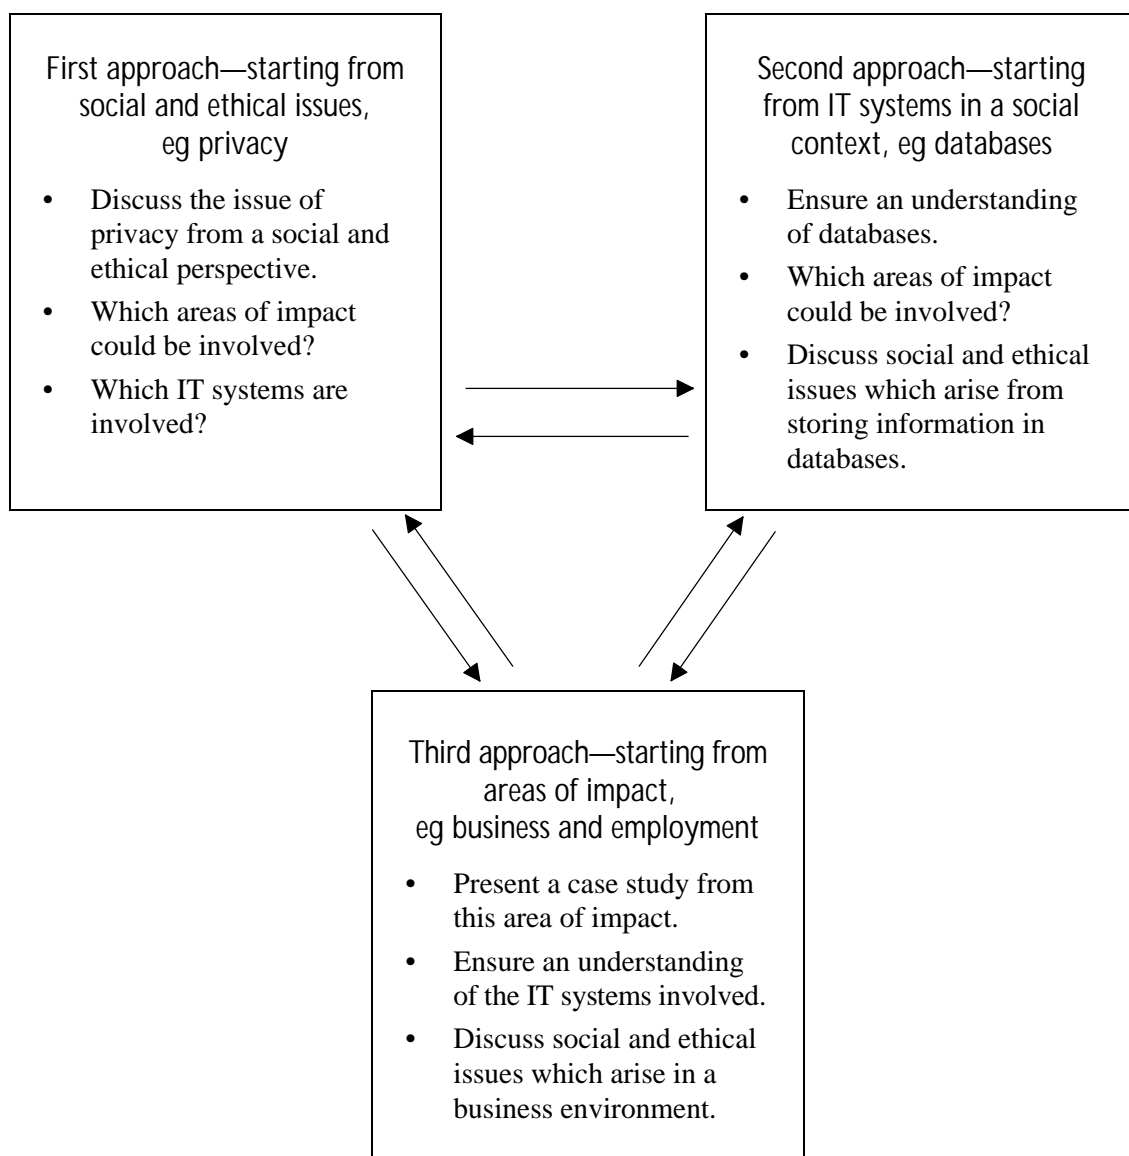 First approach—starting from
social and ethical issues,
eg privacy
• Discuss the issue of
privacy from a social and
ethical perspective.
• Which areas of impact
could be involved?
• Which IT systems are
involved?
Second approach—starting
from IT systems in a social
context, eg databases
• Ensure an understanding
of databases.
• Which areas of impact
could be involved?
• Discuss social and ethical
issues which arise from
storing information in
databases.
Third approach—starting from
areas of impact,
eg business and employment
• Present a case study from
this area of impact.
• Ensure an understanding
of the IT systems involved.
• Discuss social and ethical
issues which arise in a
business environment.